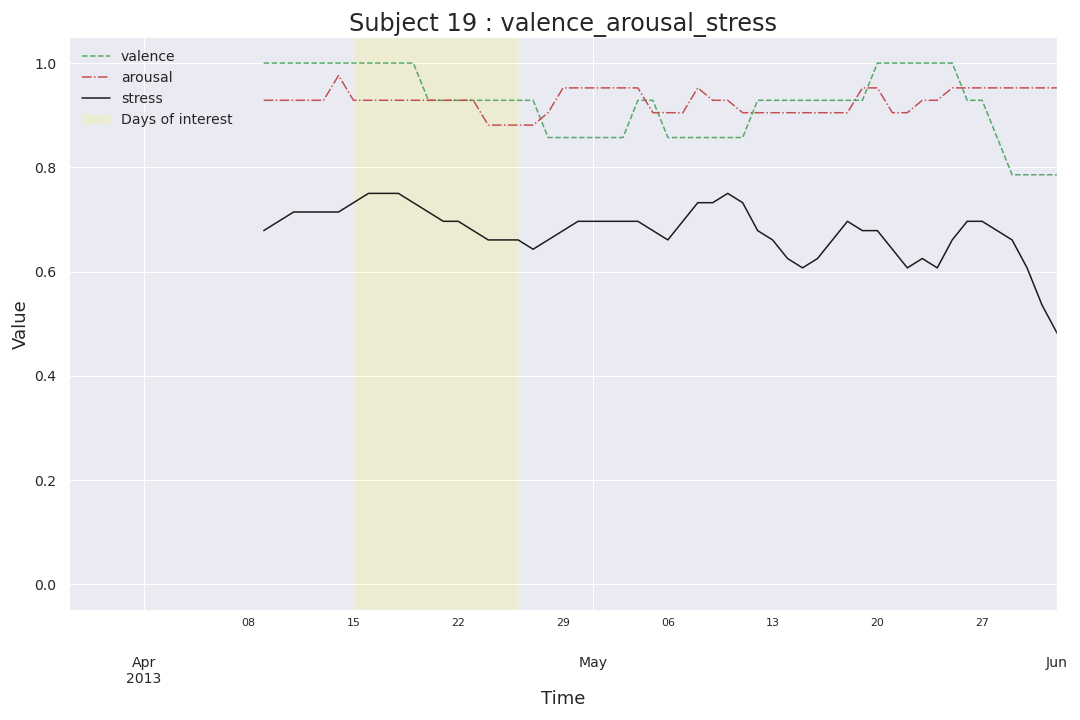 Subject 19 : valence_arousal_stress
valence
arousal
stress
Days of interest
1.0
0.8
0.6
0.4
0.2
0.0
Value
08 15 22 29 06 13 20 27
Apr May Jun
2013
Time